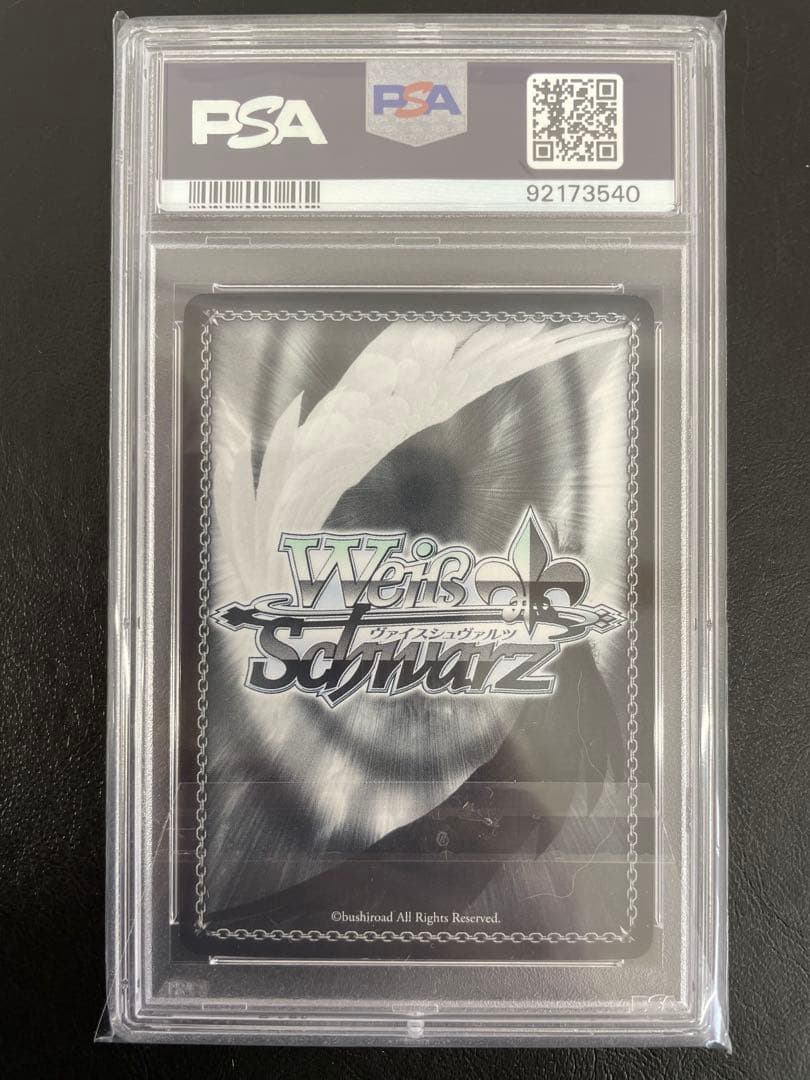 PSA
PSA
92173540
Weiß
ヴァイスシュヴァルツ
Schwarz
©bushiroad All Rights Reserved.